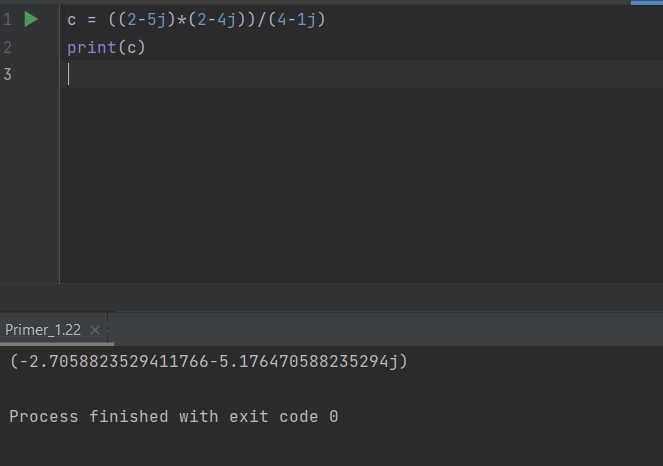 1 c = ((2-5j)*(2-4j))/(4-1j)
2 print(c)
3
Primer_1.22
(-2.7058823529411766-5.176470588235294j)
Process finished with exit code 0